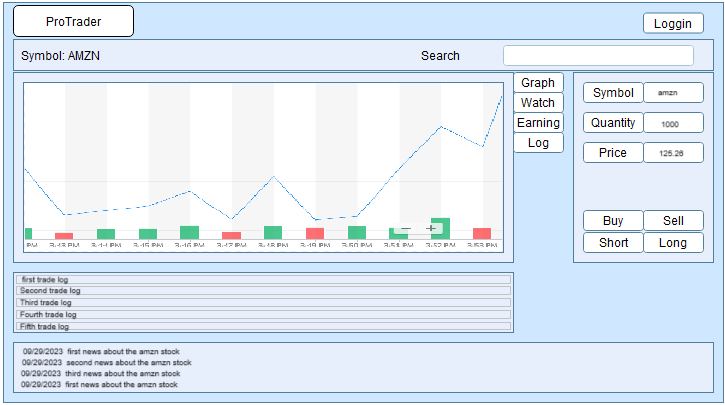 ProTrader
Loggin
Symbol: AMZN
Search
Graph
Watch
Earning
Log
Symbol amzn
Quantity 1000
Price 125.26
Buy Sell
Short Long
PM 3:43 PM 3:44 PM 3:45 PM 3:46 PM 3:47 PM 3:48 PM 3:49 PM 3:50 PM 3:51 PM 3:52 PM 3:53 PM
first trade log
Second trade log
Third trade log
Fourth trade log
Fifth trade log
09/29/2023 first news about the amzn stock
09/29/2023 second news about the amzn stock
09/29/2023 third news about the amzn stock
09/29/2023 first news about the amzn stock